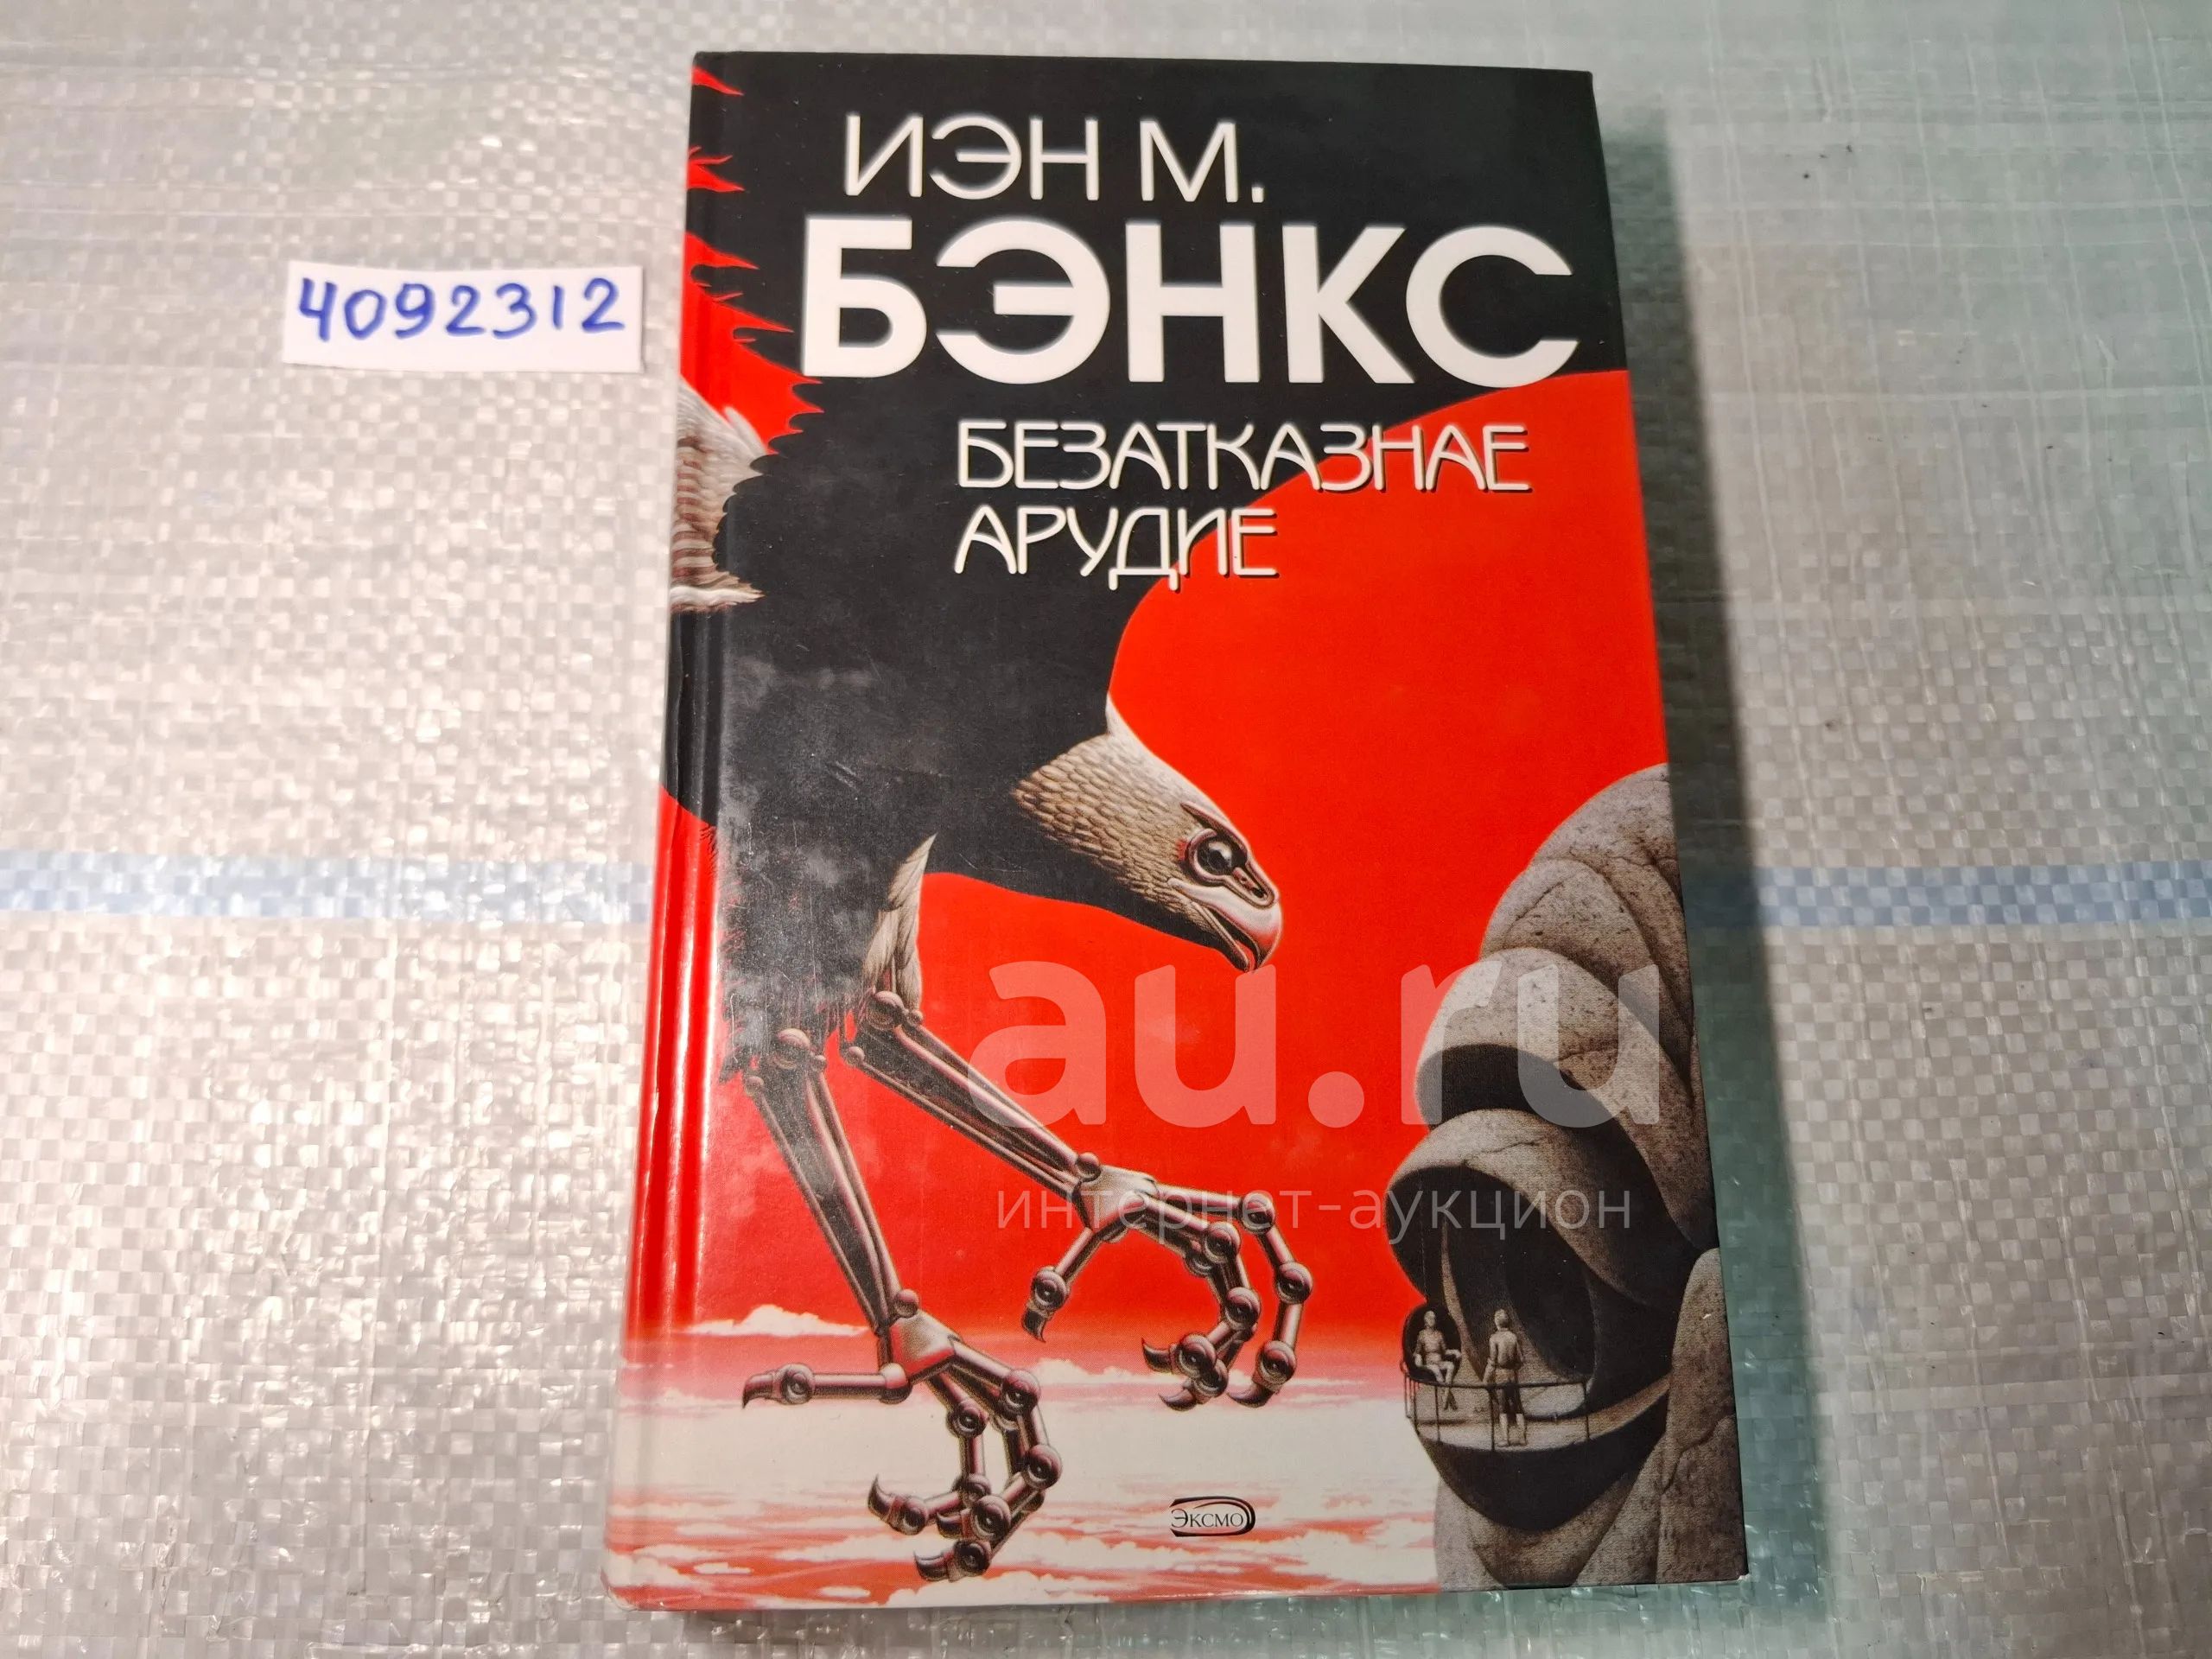 4092312
ИЭН М.
БЭНКС
БЕЗАТКАЗНАЕ
АРУДИЕ
au.ru
интернет-аукцион
ЭКСМО